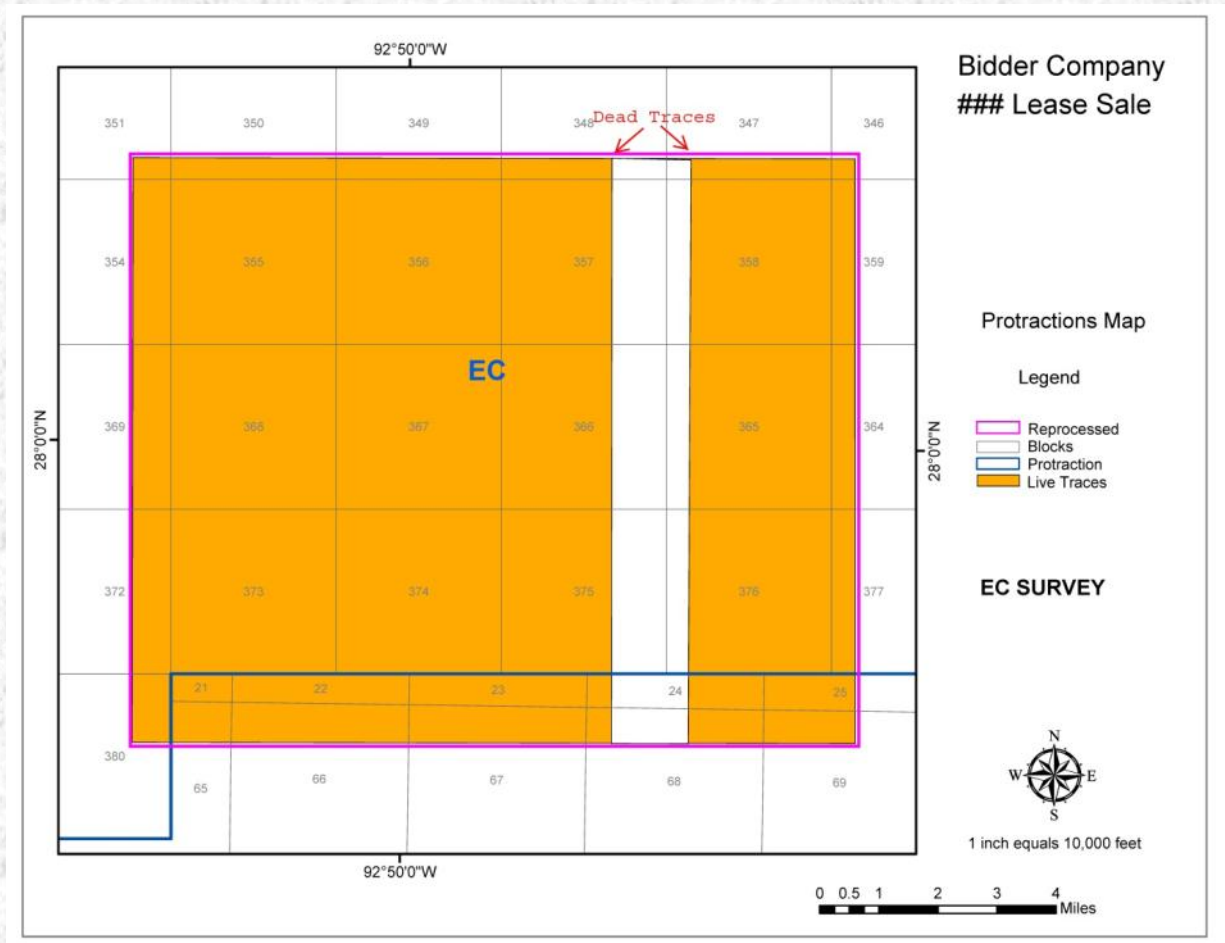 92°50'0"W
Bidder Company
### Lease Sale
351
350
349
348
Dead Traces
347
346
354
355
356
357
358
359
Protractions Map
EC
Legend
28°0'0"N
369
368
367
366
365
364
28°0'0"N
Reprocessed
Blocks
Protraction
Live Traces
372
373
374
375
376
377
EC SURVEY
21
22
23
24
25
380
65
66
67
68
69
N
W
E
S
1 inch equals 10,000 feet
92°50'0"W
0 0.5 1 2 3 4
Miles